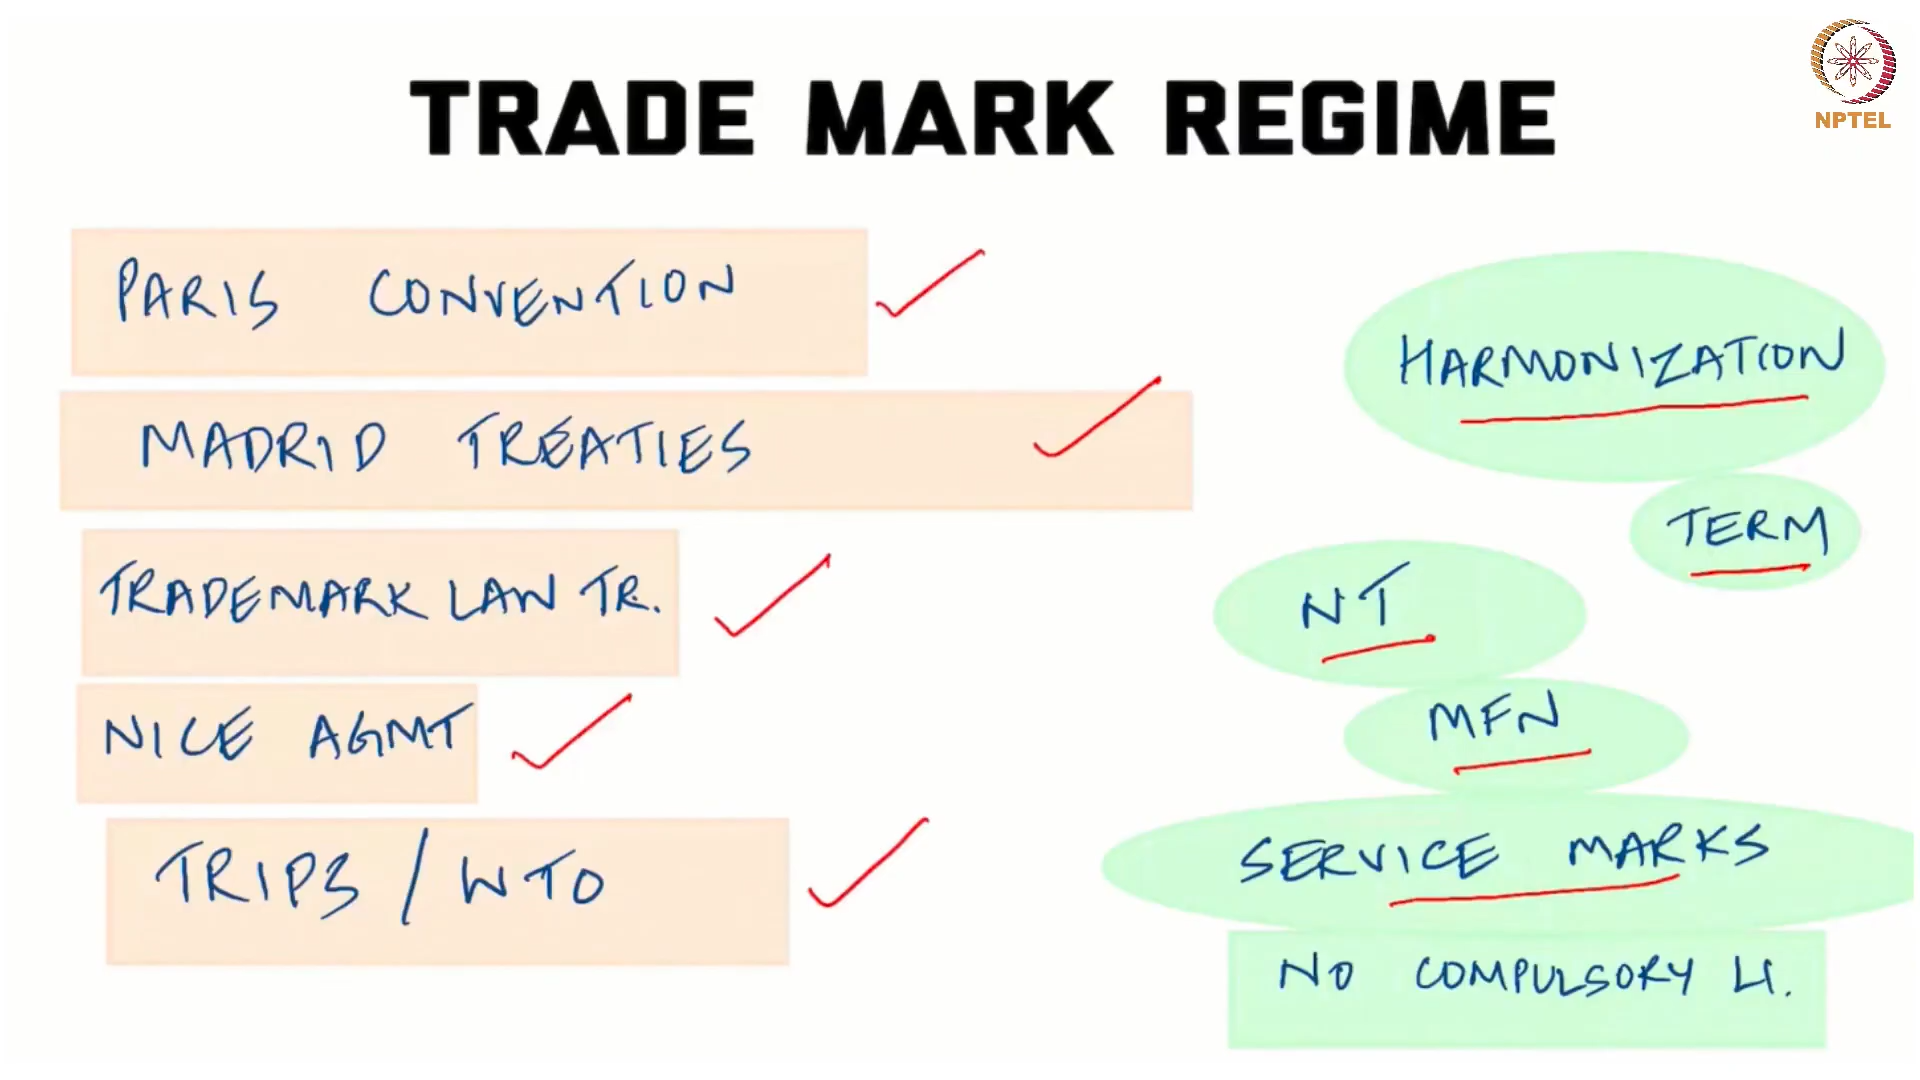 TRADE MARK REGIME
NPTEL
PARIS CONVENTION
MADRID TREATIES
TRADEMARK LAW TR.
NICE AGMT
TRIPS / WTO
HARMONIZATION
TERM
NT
MFN
SERVICE MARKS
NO COMPULSORY LI.